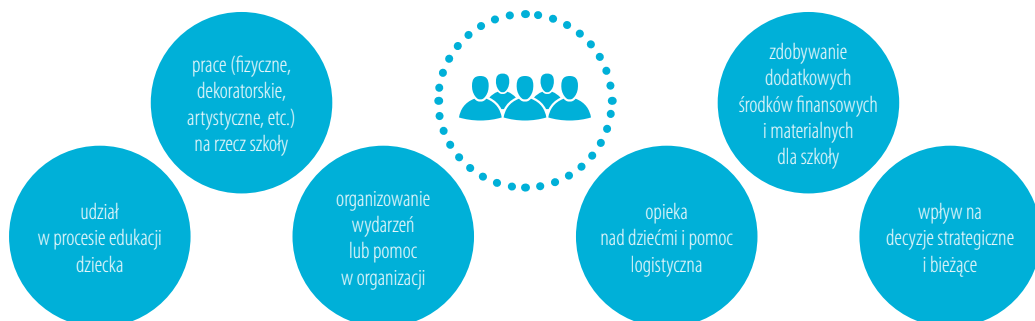 udział
w procesie edukacji
dziecka
prace (fizyczne,
dekoratorskie,
artystyczne, etc.)
na rzecz szkoły
organizowanie
wydarzeń
lub pomoc
w organizacji
opieka
nad dziećmi i pomoc
logistyczna
zdobywanie
dodatkowych
środków finansowych
i materialnych
dla szkoły
wpływ na
decyzje strategiczne
i bieżące